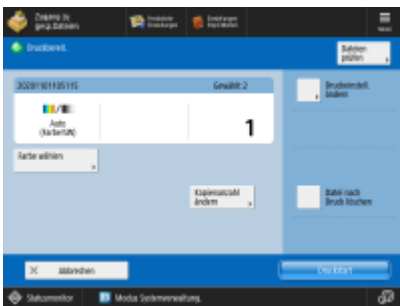 Zugang zu
gesp. Dateien
Druckbereit.
Dateien
prüfen
20201101105115
Gewählt: 2
Auto
(Farbe/SW)
1
Farbe wählen
Kopienanzahl
ändern
Druckeinstell.
ändern
Datei nach
Druck löschen
Abbrechen
Druckstart
Statusmonitor
Modus Systemverwaltung.